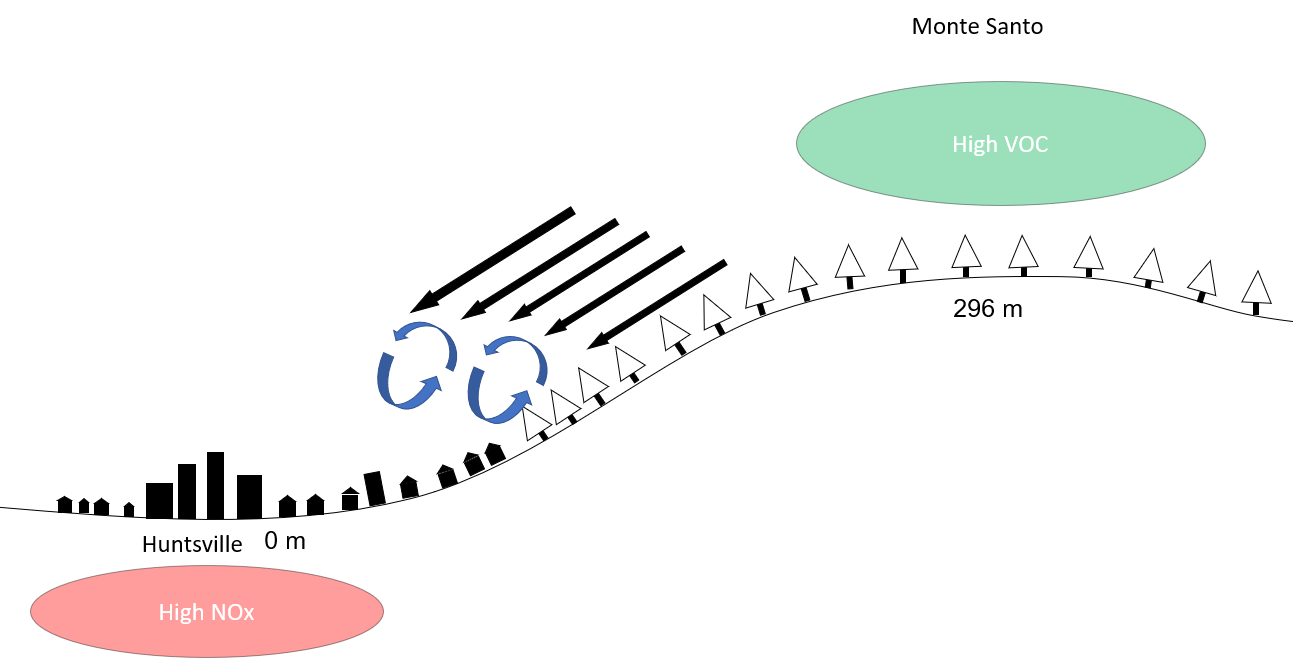 Monte Santo
High VOC
296 m
Huntsville
0 m
High NOx